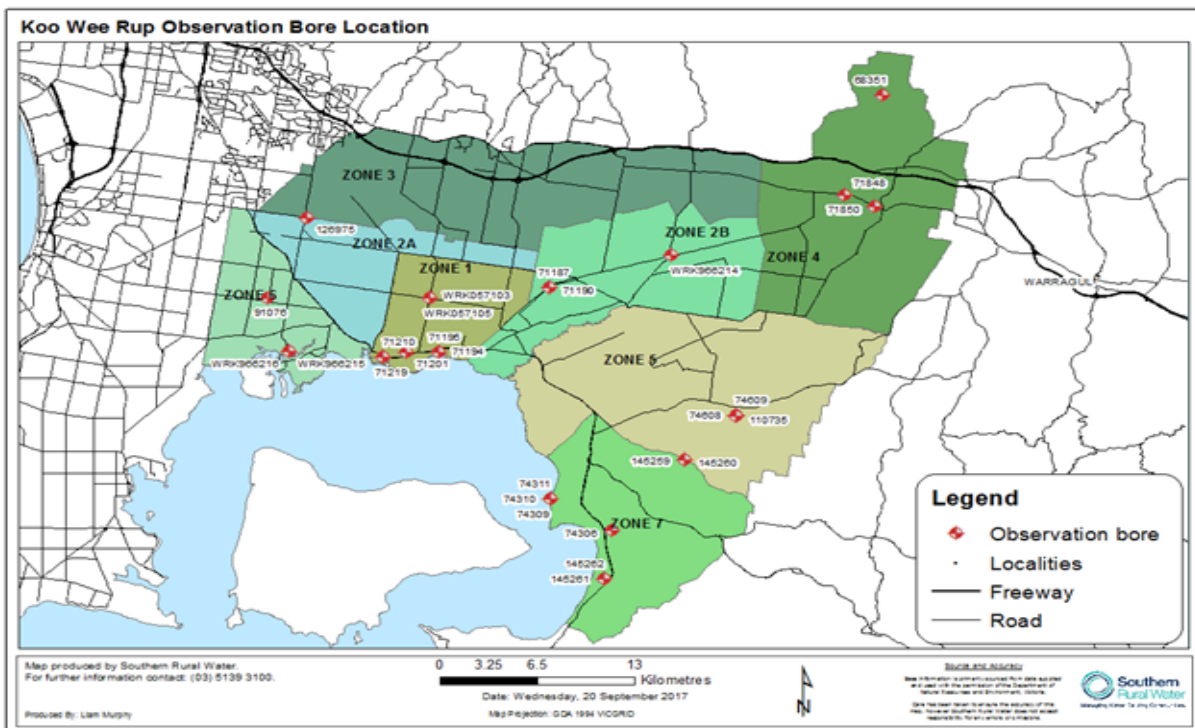 Koo Wee Rup Observation Bore Location
68351
ZONE 3
71848
71850
126975
ZONE 2A
ZONE 2B
ZONE 4
ZONE 1
71187
WRK966214
WARRAGUL
71190
WRK057103
91076
WRK057105
71210
71196
71194
WRK966216
WRK966215
71201
71219
ZONE 5
74609
74608
110735
145259
145260
74311
74310
74309
ZONE 7
74306
145262
145261
Legend
Observation bore
Localities
Freeway
Road
Map produced by Southern Rural Water.
For further information contact: (03) 5139 3100.
Produced By: Liam Murphy
0 3.25 6.5 13
Kilometres
Date: Wednesday, 20 September 2017
Map Projection: GDA 1994 VICGRID
N
Source and Accuracy
Southern
Rural Water